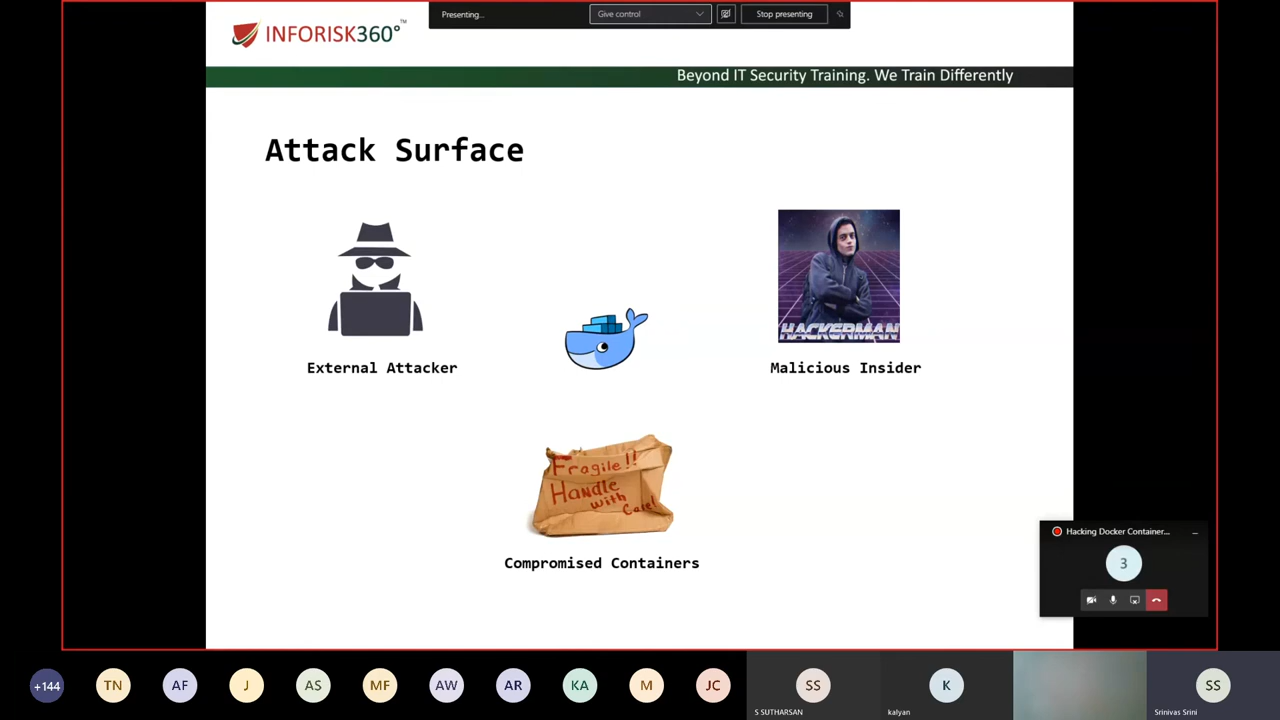 Presenting...
Give control
Stop presenting
INFORISK360°™
Beyond IT Security Training. We Train Differently
Attack Surface
HACKERMAN
External Attacker
Malicious Insider
Fragile!!
Handle
with
Care!
Compromised Containers
Hacking Docker Container...
3
+144
TN
AF
J
AS
MF
AW
AR
KA
M
JC
SS
K
SS
S SUTHARSAN
kalyan
Srinivas Srini